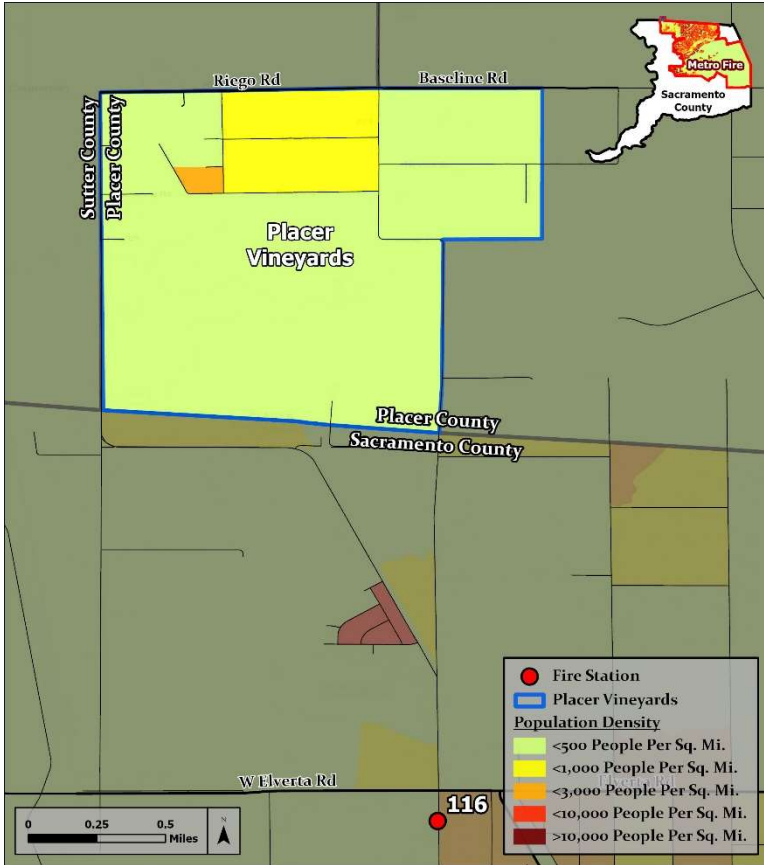 Metro Fire
Sacramento
County
Riego Rd
Baseline Rd
Sutter County
Placer County
Placer
Vineyards
Placer County
Sacramento County
W Elverta Rd
Elverta Rd
116
Fire Station
Placer Vineyards
Population Density
<500 People Per Sq. Mi.
<1,000 People Per Sq. Mi.
<3,000 People Per Sq. Mi.
<10,000 People Per Sq. Mi.
>10,000 People Per Sq. Mi.
0 0.25 0.5
Miles
N